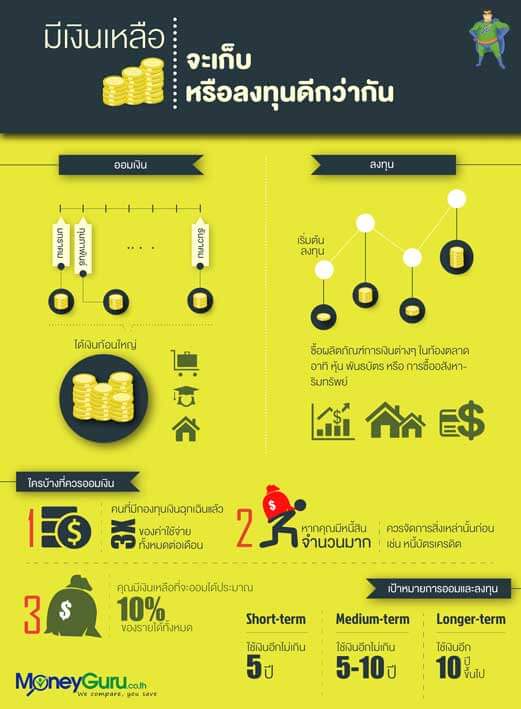 มีเงินเหลือ
จะเก็บ
หรือลงทุนดีกว่ากัน
ออมเงิน
มกราคม
กุมภาพันธ์
....
ธันวาคม
ได้เงินก้อนใหญ่
ลงทุน
เริ่มต้น
ลงทุน
ซื้อผลิตภัณฑ์การเงินต่างๆ ในท้องตลาด
อาทิ หุ้น พันธบัตร หรือ การซื้ออสังหา-
ริมทรัพย์
ใครบ้างที่ควรออมเงิน
1
คนที่มีกองทุนเงินฉุกเฉินแล้ว
3X
ของค่าใช้จ่าย
ทั้งหมดต่อเดือน
2
หากคุณมีหนี้สิน
จำนวนมาก
ควรจัดการสิ่งเหล่านั้นก่อน
เช่น หนี้บัตรเครดิต
3
คุณมีเงินเหลือที่จะออมได้ประมาณ
10%
ของรายได้ทั้งหมด
เป้าหมายการออมและลงทุน
Short-term
ใช้เงินอีกไม่เกิน
5 ปี
Medium-term
ใช้เงินอีกไม่เกิน
5-10 ปี
Longer-term
ใช้เงินอีก
10 ปี
ขึ้นไป
MoneyGuru.co.th
We compare, you save